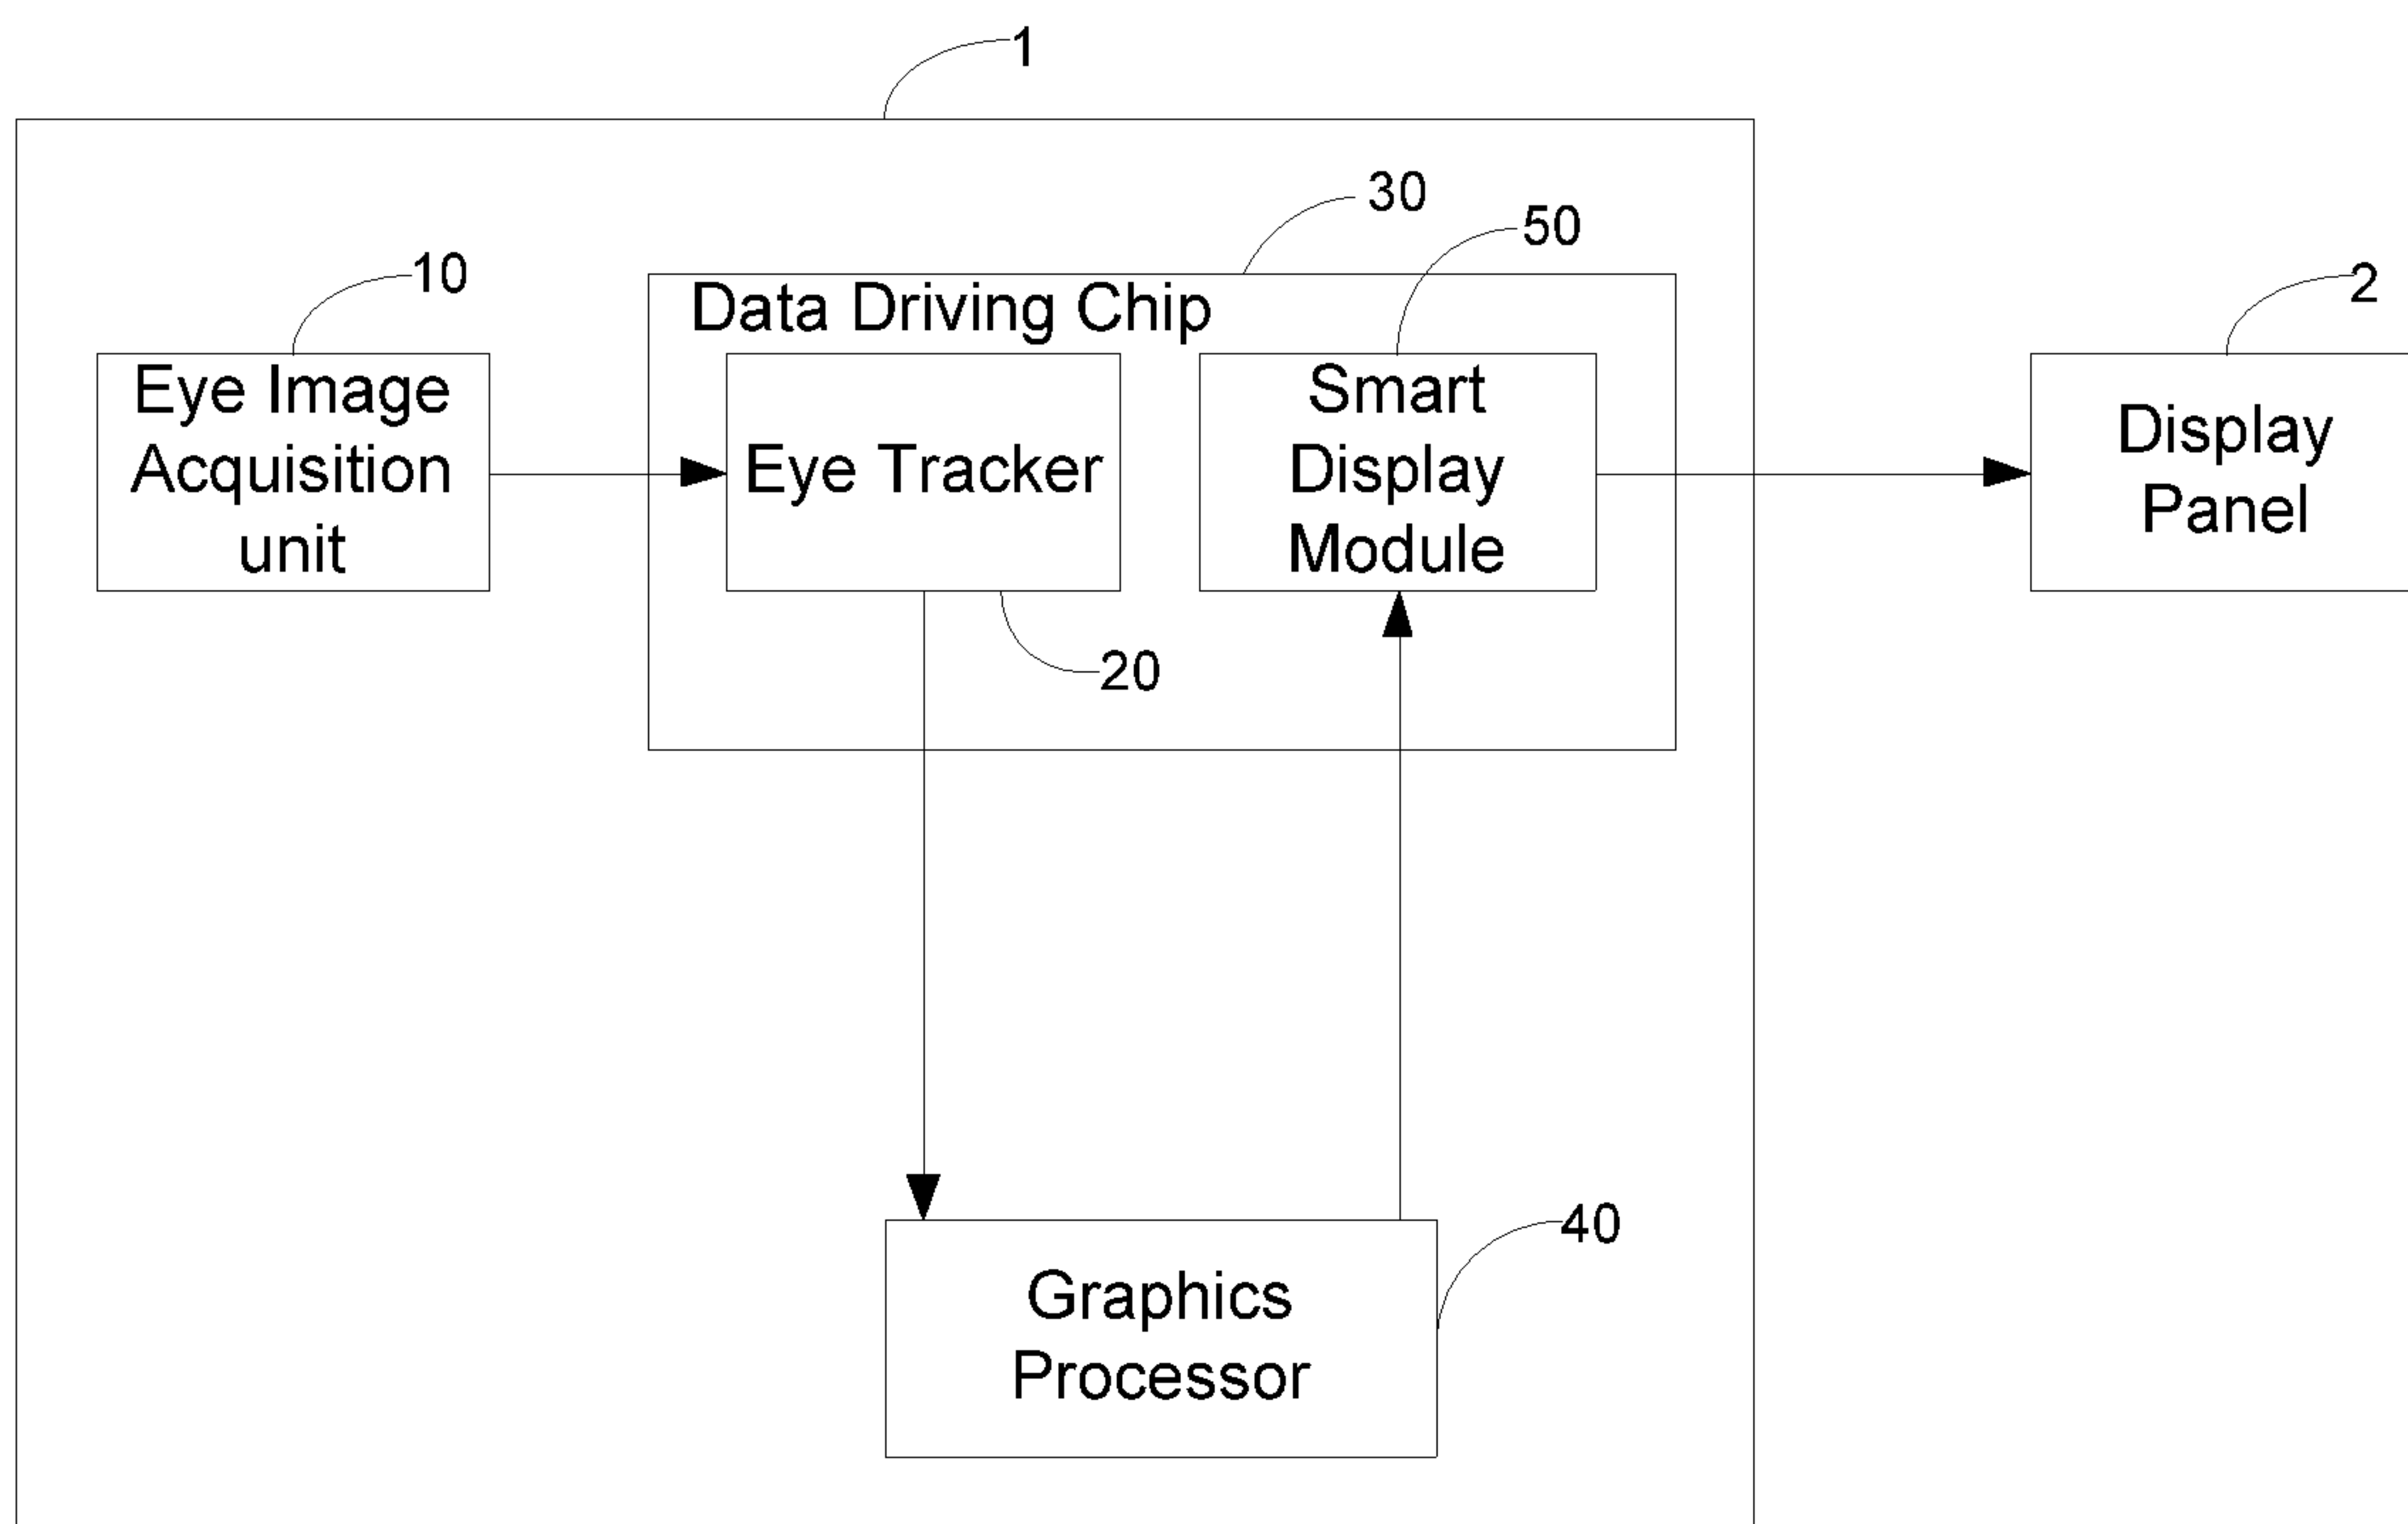 1
30
50
10
2
Data Driving Chip
Eye Image
Acquisition
unit
Eye Tracker
Smart
Display
Module
Display
Panel
20
40
Graphics
Processor